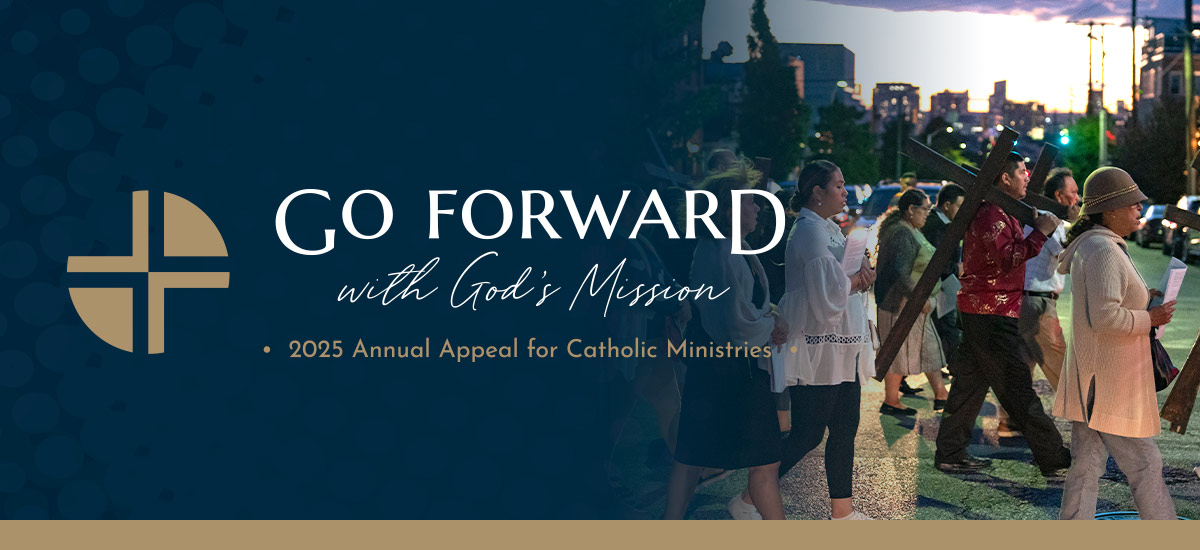 GO FORWARD
with God's Mission
• 2025 Annual Appeal for Catholic Ministries •